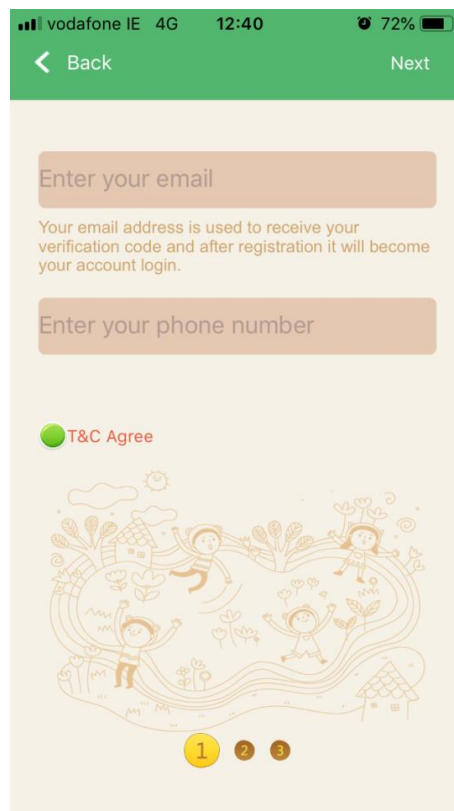 vodafone IE 4G 12:40 72%
Back Next
Enter your email
Your email address is used to receive your
verification code and after registration it will become
your account login.
Enter your phone number
T&C Agree
1 2 3